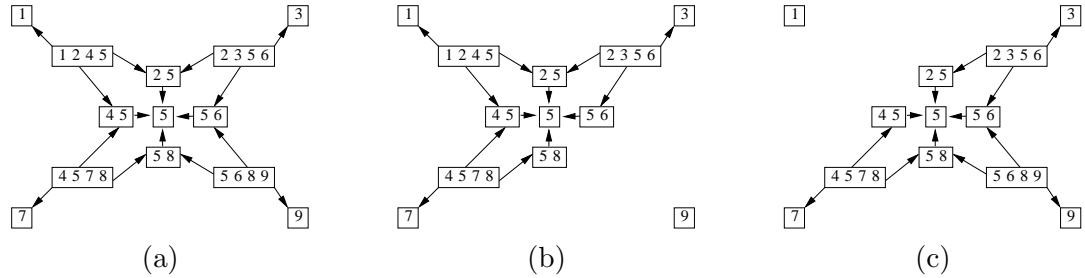 1 3 1 3 1 3
1 2 4 5 2 3 5 6 1 2 4 5 2 3 5 6 2 3 5 6
2 5 2 5 2 5
4 5 5 5 6 4 5 5 5 6 4 5 5 5 6
5 8 5 8 5 8
4 5 7 8 5 6 8 9 4 5 7 8 4 5 7 8 5 6 8 9
7 9 7 9 7 9
(a) (b) (c)